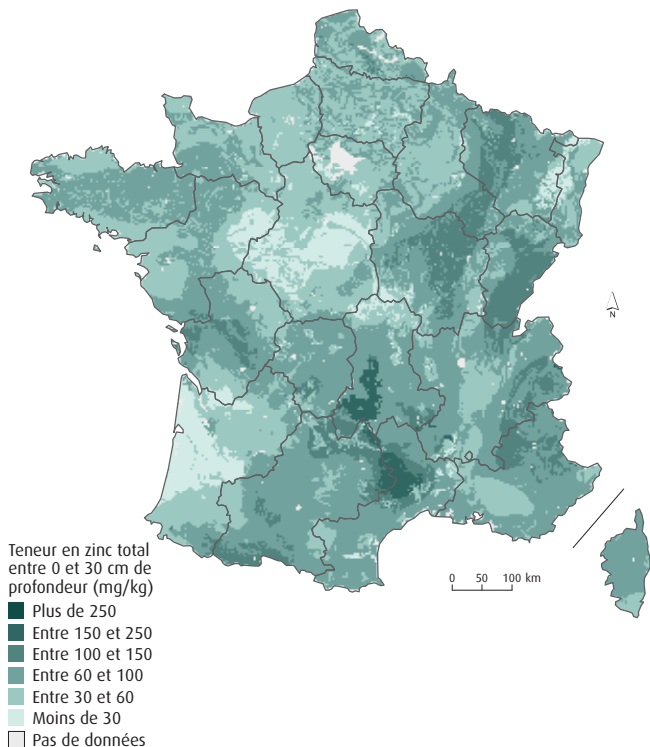 N
Teneur en zinc total
entre 0 et 30 cm de
profondeur (mg/kg)
0 50 100 km
Plus de 250
Entre 150 et 250
Entre 100 et 150
Entre 60 et 100
Entre 30 et 60
Moins de 30
Pas de données